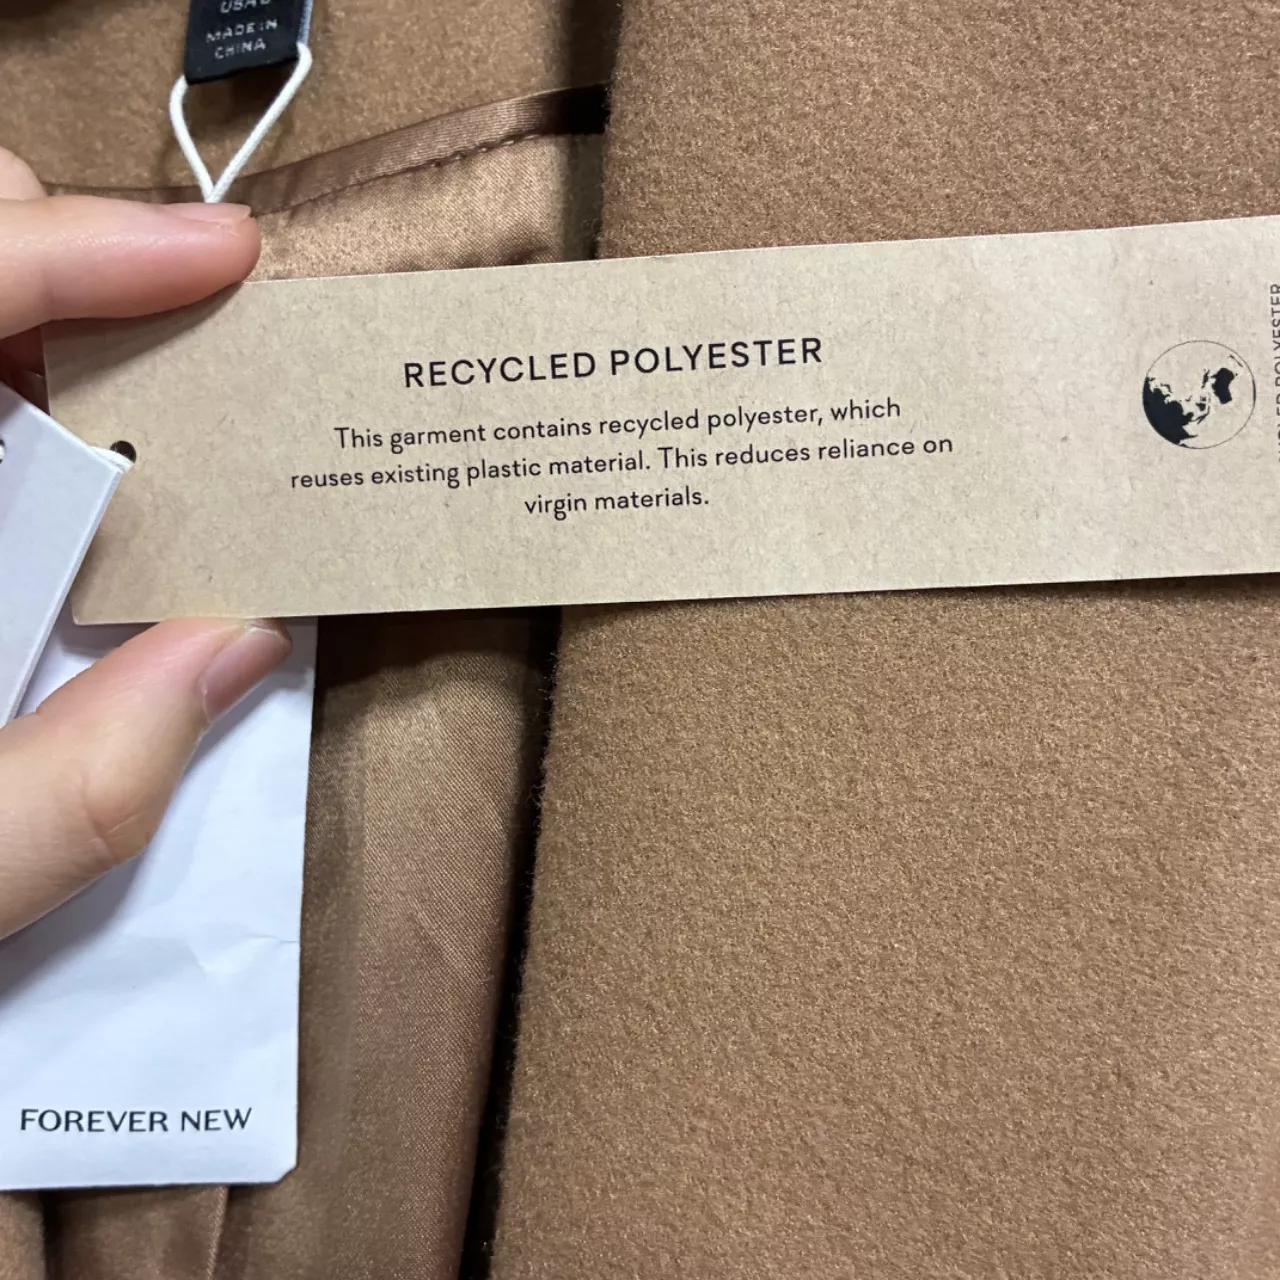 MADE IN
CHINA
RECYCLED POLYESTER
This garment contains recycled polyester, which
reuses existing plastic material. This reduces reliance on
virgin materials.
POLYESTER
FOREVER NEW